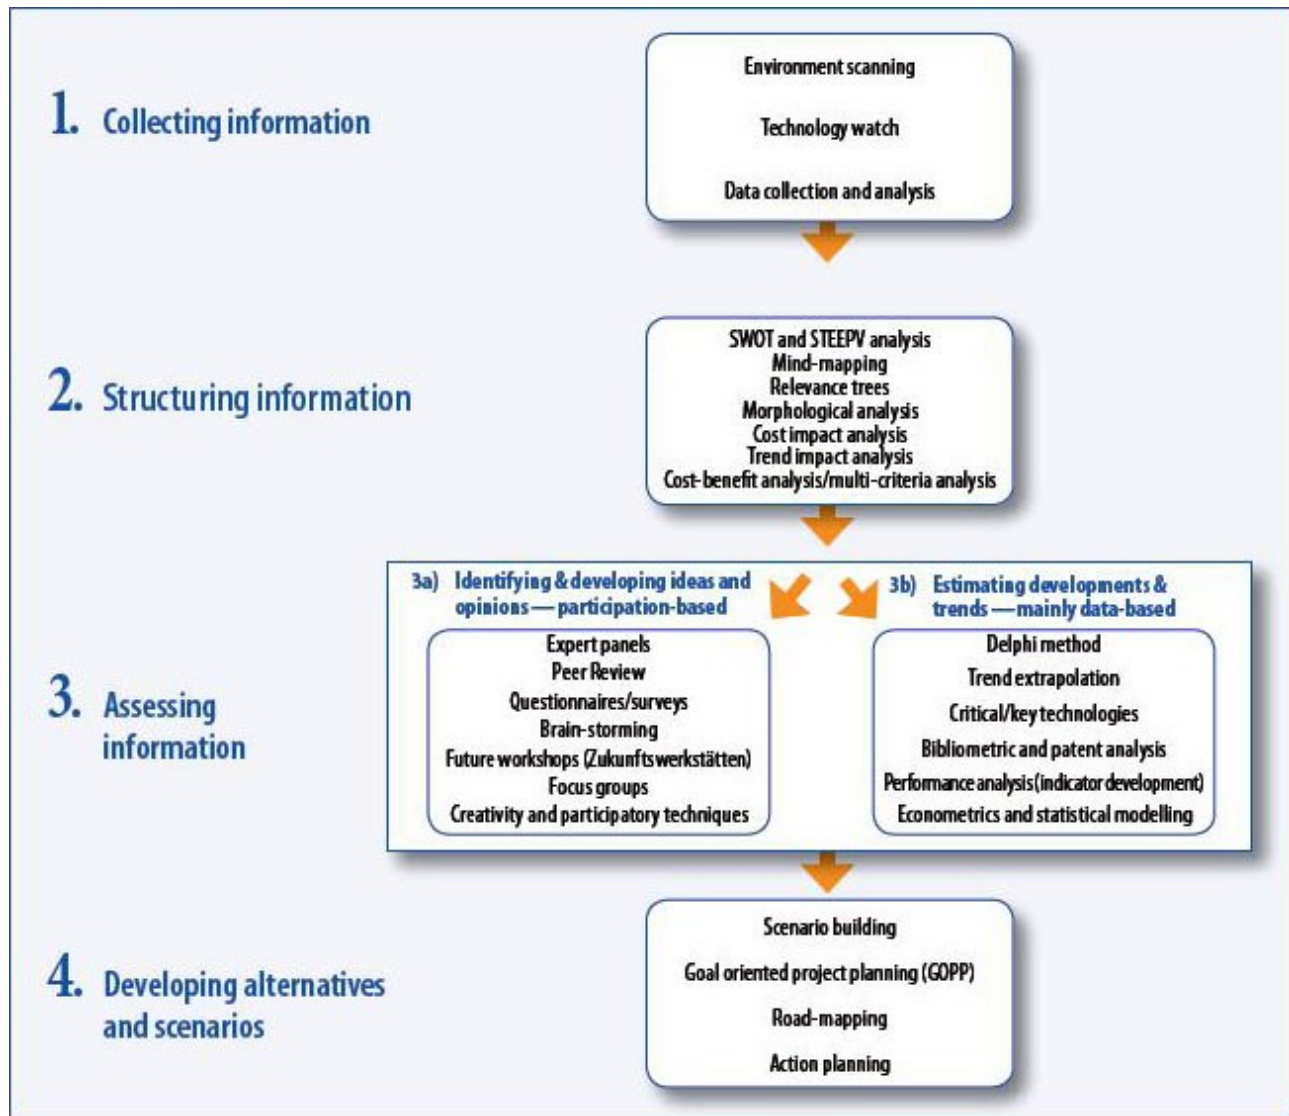 1. Collecting information
Environment scanning
Technology watch
Data collection and analysis
2. Structuring information
SWOT and STEEPV analysis
Mind-mapping
Relevance trees
Morphological analysis
Cost impact analysis
Trend impact analysis
Cost-benefit analysis/multi-criteria analysis
3. Assessing
information
3a) Identifying & developing ideas and
opinions — participation-based
Expert panels
Peer Review
Questionnaires/surveys
Brain-storming
Future workshops (Zukunftswerkstätten)
Focus groups
Creativity and participatory techniques
3b) Estimating developments &
trends — mainly data-based
Delphi method
Trend extrapolation
Critical/key technologies
Bibliometric and patent analysis
Performance analysis (indicator development)
Econometrics and statistical modelling
4. Developing alternatives
and scenarios
Scenario building
Goal oriented project planning (GOPP)
Road-mapping
Action planning